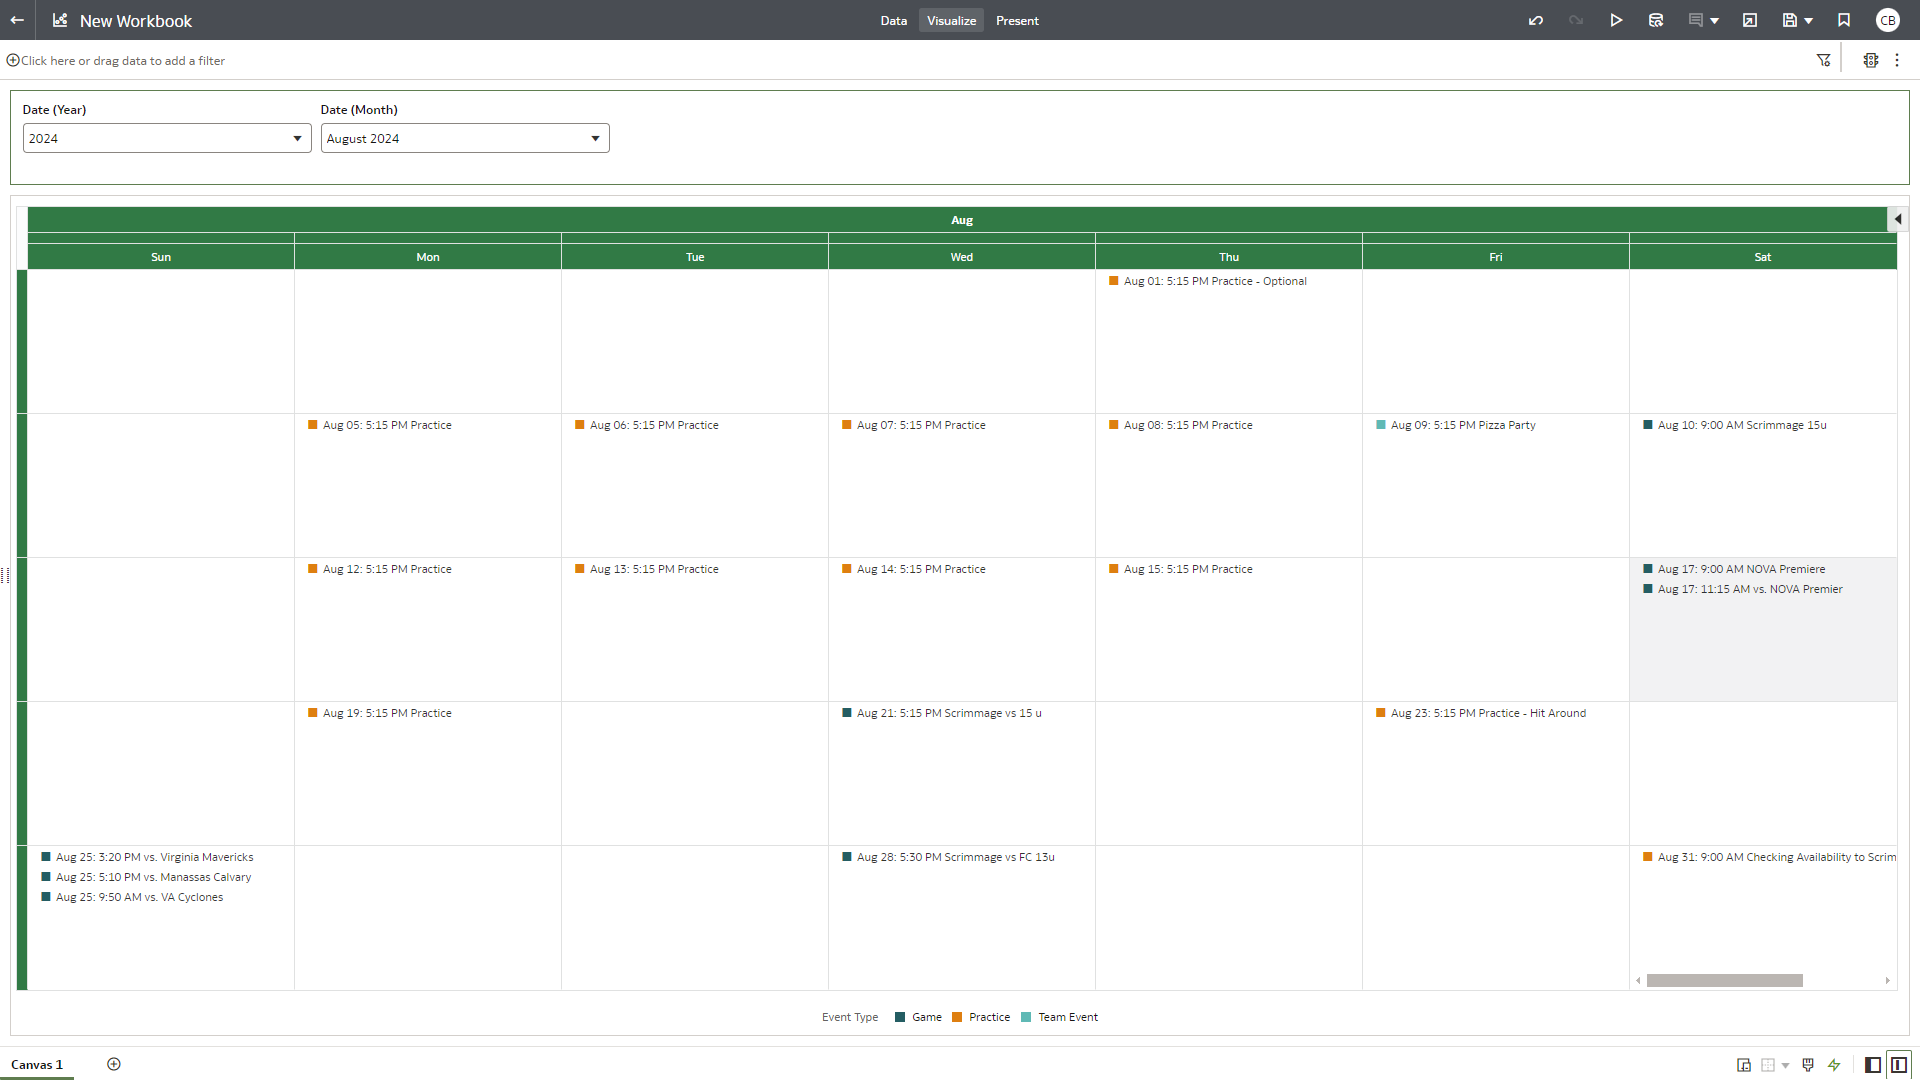 New Workbook
Data Visualize Present
CB
Click here or drag data to add a filter
Date (Year) Date (Month)
2024 August 2024
Aug
Sun Mon Tue Wed Thu Fri Sat
Aug 01: 5:15 PM Practice - Optional
Aug 05: 5:15 PM Practice
Aug 06: 5:15 PM Practice
Aug 07: 5:15 PM Practice
Aug 08: 5:15 PM Practice
Aug 09: 5:15 PM Pizza Party
Aug 10: 9:00 AM Scrimmage 15u
Aug 12: 5:15 PM Practice
Aug 13: 5:15 PM Practice
Aug 14: 5:15 PM Practice
Aug 15: 5:15 PM Practice
Aug 17: 9:00 AM NOVA Premiere
Aug 17: 11:15 AM vs. NOVA Premier
Aug 19: 5:15 PM Practice
Aug 21: 5:15 PM Scrimmage vs 15 u
Aug 23: 5:15 PM Practice - Hit Around
Aug 25: 3:20 PM vs. Virginia Mavericks
Aug 25: 5:10 PM vs. Manassas Calvary
Aug 25: 9:50 AM vs. VA Cyclones
Aug 28: 5:30 PM Scrimmage vs FC 13u
Aug 31: 9:00 AM Checking Availability to Scrim
Event Type Game Practice Team Event
Canvas 1